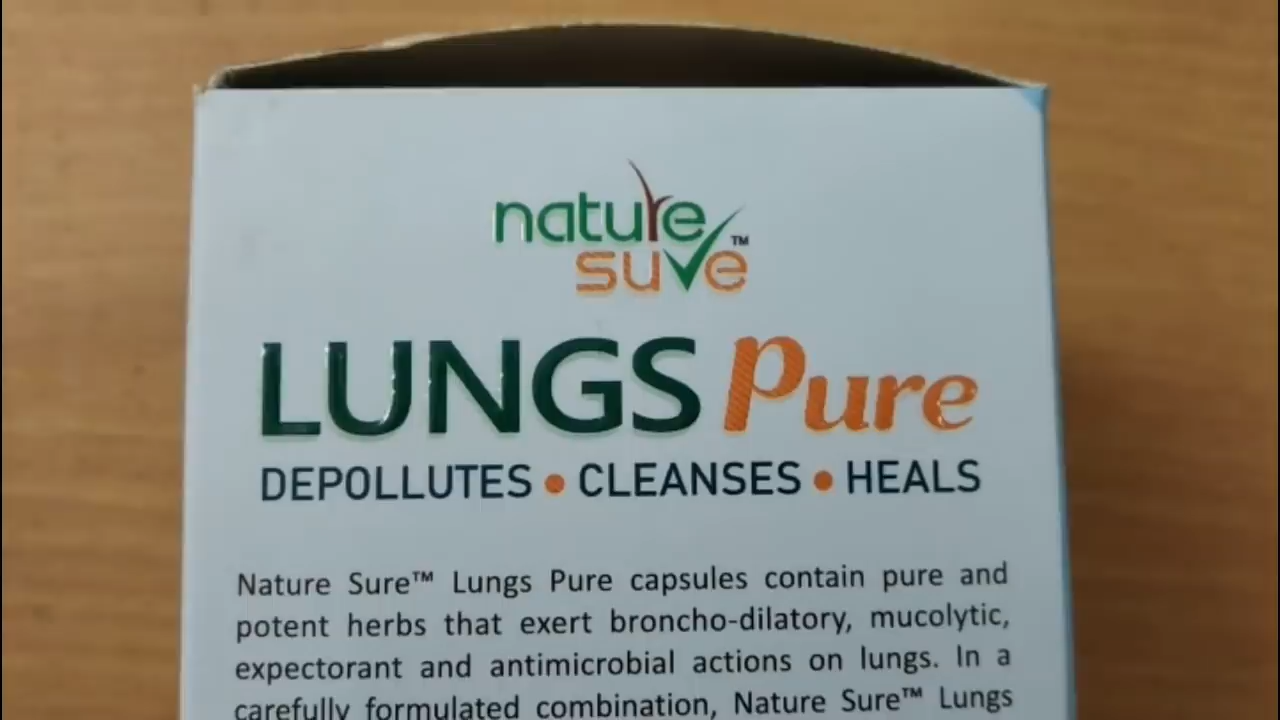 nature
sure™
LUNGS Pure
DEPOLLUTES • CLEANSES • HEALS
Nature Sure™ Lungs Pure capsules contain pure and
potent herbs that exert broncho-dilatory, mucolytic,
expectorant and antimicrobial actions on lungs. In a
carefully formulated combination, Nature Sure™ Lungs